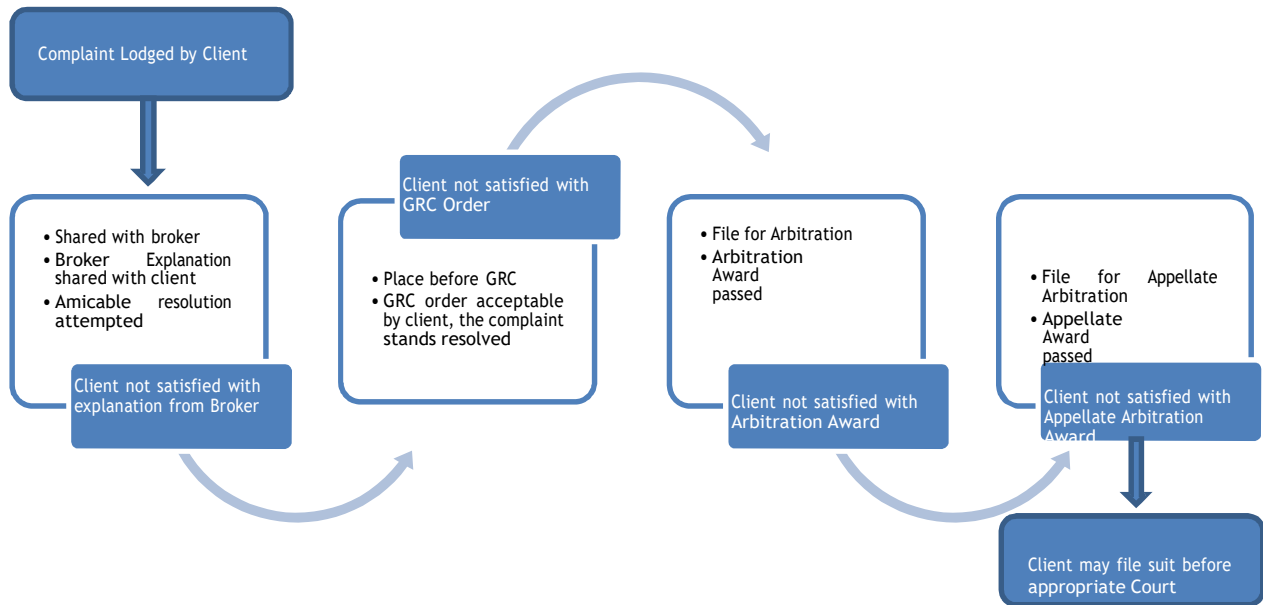 Complaint Lodged by Client
• Shared with broker
• Broker Explanation
shared with client
• Amicable resolution
attempted
Client not satisfied with
explanation from Broker
Client not satisfied with
GRC Order
• Place before GRC
• GRC order acceptable
by client, the complaint
stands resolved
• File for Arbitration
• Arbitration
Award
passed
Client not satisfied with
Arbitration Award
• File for Appellate
Arbitration
• Appellate
Award
passed
Client not satisfied with
Appellate Arbitration
Award
Client may file suit before
appropriate Court